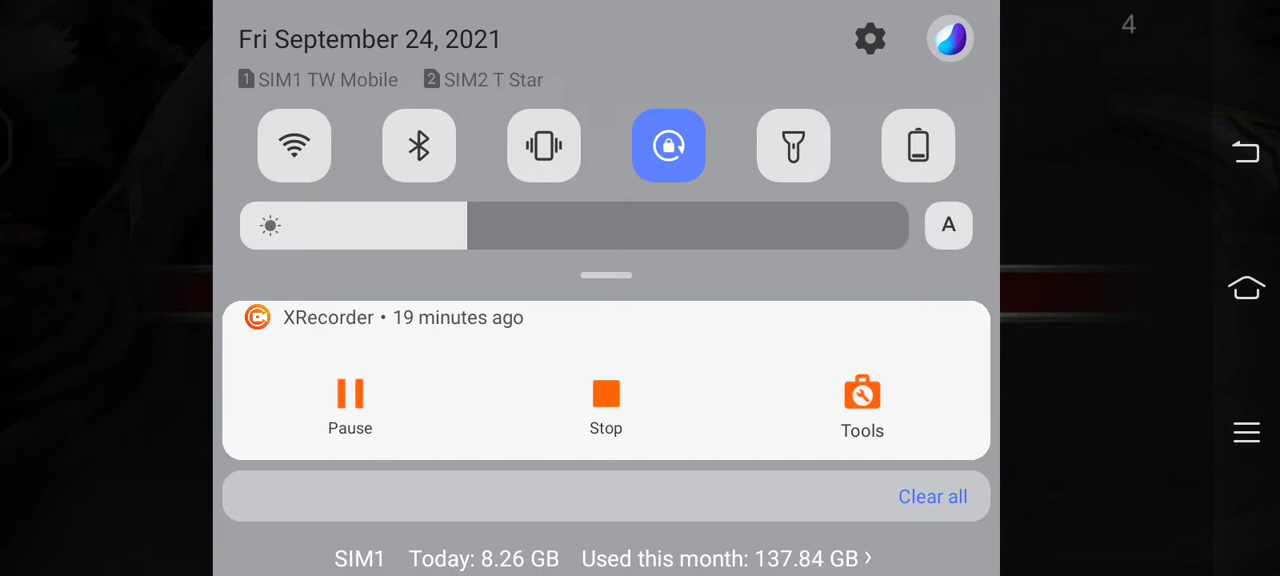 Fri September 24, 2021
4
1 SIM1 TW Mobile 2 SIM2 T Star
A
XRecorder • 19 minutes ago
Pause Stop Tools
Clear all
SIM1 Today: 8.26 GB Used this month: 137.84 GB ›